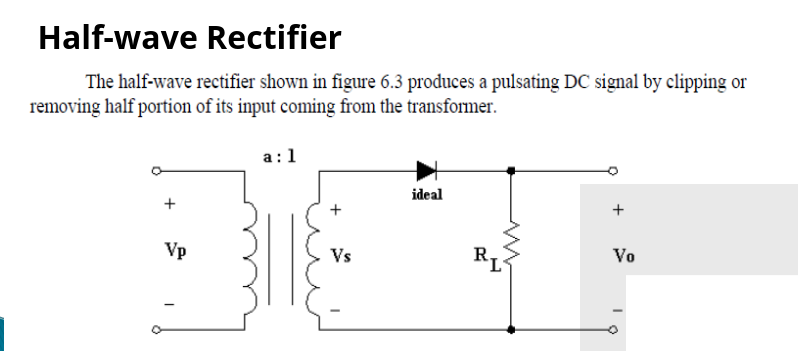 Half-wave Rectifier
The half-wave rectifier shown in figure 6.3 produces a pulsating DC signal by clipping or
removing half portion of its input coming from the transformer.
a : 1
ideal
+
+
+
Vp
Vs
RL
Vo
–
–
–